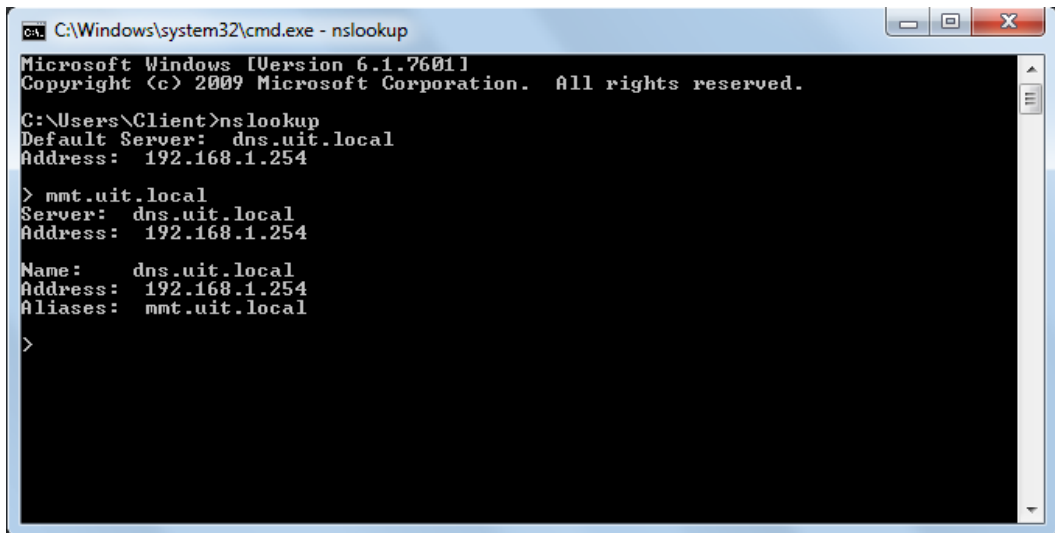 C:\Windows\system32\cmd.exe - nslookup
Microsoft Windows [Version 6.1.7601]
Copyright (c) 2009 Microsoft Corporation.  All rights reserved.
C:\Users\Client>nslookup
Default Server:  dns.uit.local
Address:  192.168.1.254
> mmt.uit.local
Server:  dns.uit.local
Address:  192.168.1.254
Name:    dns.uit.local
Address:  192.168.1.254
Aliases:  mmt.uit.local
>